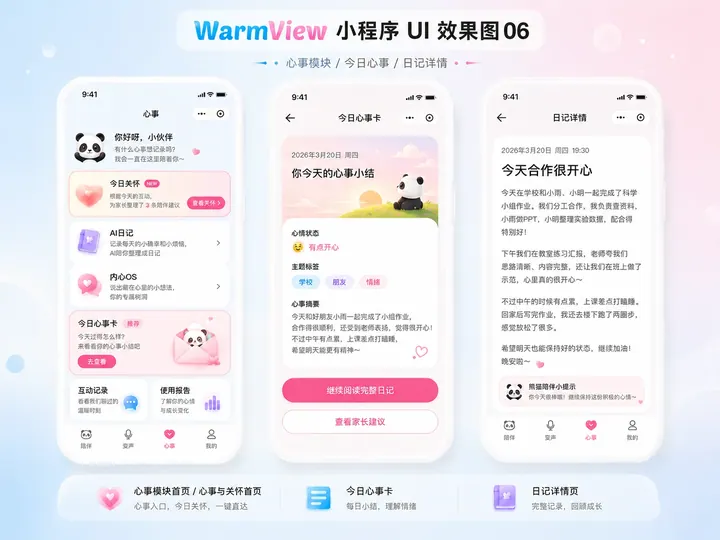 WarmView 小程序 UI 效果图06
心事模块 / 今日心事 / 日记详情
9:41
心事
你好呀，小伙伴
有什么心事想记录吗？
我会一直在这里陪着你～
今日关怀 NEW
根据今天的互动，
为家长整理了 3 条陪伴建议
查看关怀
AI日记
记录每天的小确幸和小烦恼，
AI陪你整理成日记
内心OS
说出藏在心里的小想法，
你的专属树洞
今日心事卡 推荐
今天过得怎么样？
来看看你的心事小结吧
去查看
互动记录
查看我们聊过的
温暖时刻
使用报告
了解你的心情
与成长变化
陪伴
变声
心事
我的
9:41
今日心事卡
2026年3月20日 周四
你今天的心事小结
心情状态
有点开心
主题标签
学校
朋友
情绪
心事摘要
今天和好朋友小雨一起完成了小组作业，
合作得很顺利，还受到老师表扬，觉得很开心！
不过中午有点累，上课差点打瞌睡，
希望明天能更有精神～
继续阅读完整日记
查看家长建议
9:41
日记详情
2026年3月20日 周四 19:30
今天合作很开心
今天在学校和小雨、小明一起完成了科学
小组作业。我们分工合作，我负责查资料，
小雨做PPT，小明整理实验数据，配合得
特别好！
下午我们在教室练习汇报，老师夸我们
思路清晰、内容完整，还让我们在班上做了
示范，心里真的很开心～
不过中午的时候有点累，上课差点打瞌睡。
回家后写完作业，我还去楼下跑了两圈步，
感觉放松了很多。
希望明天也能保持好的状态，继续加油！
晚安啦～
熊猫陪伴小提示
你今天很棒哦！继续保持这份积极的心情～
陪伴
变声
心事
我的
心事模块首页 / 心事与关怀首页
心事入口，今日关怀，一键直达
今日心事卡
每日小结，理解情绪
日记详情页
完整记录，回顾成长